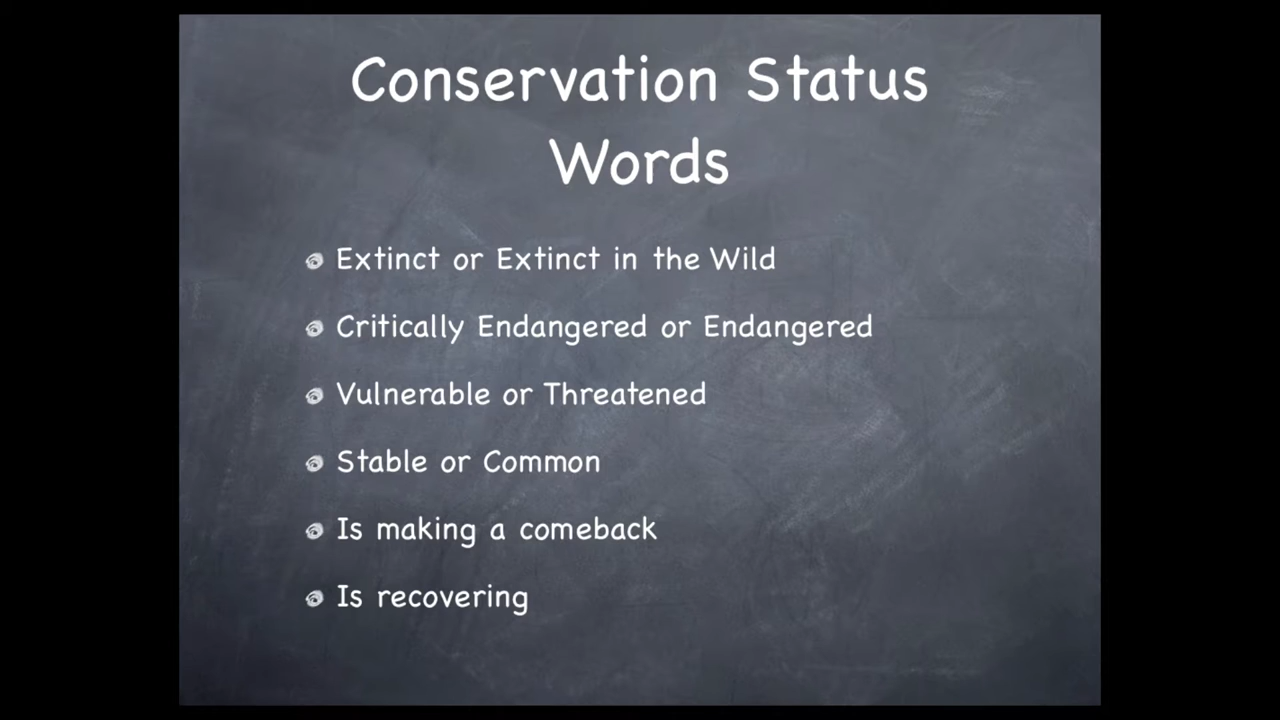 Conservation Status
Words
Extinct or Extinct in the Wild
Critically Endangered or Endangered
Vulnerable or Threatened
Stable or Common
Is making a comeback
Is recovering